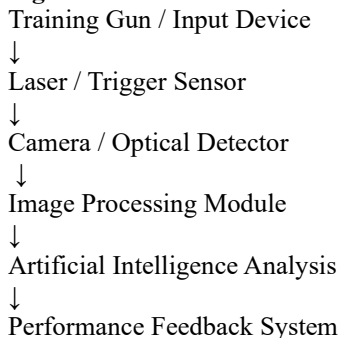 Training Gun / Input Device
↓
Laser / Trigger Sensor
↓
Camera / Optical Detector
↓
Image Processing Module
↓
Artificial Intelligence Analysis
↓
Performance Feedback System